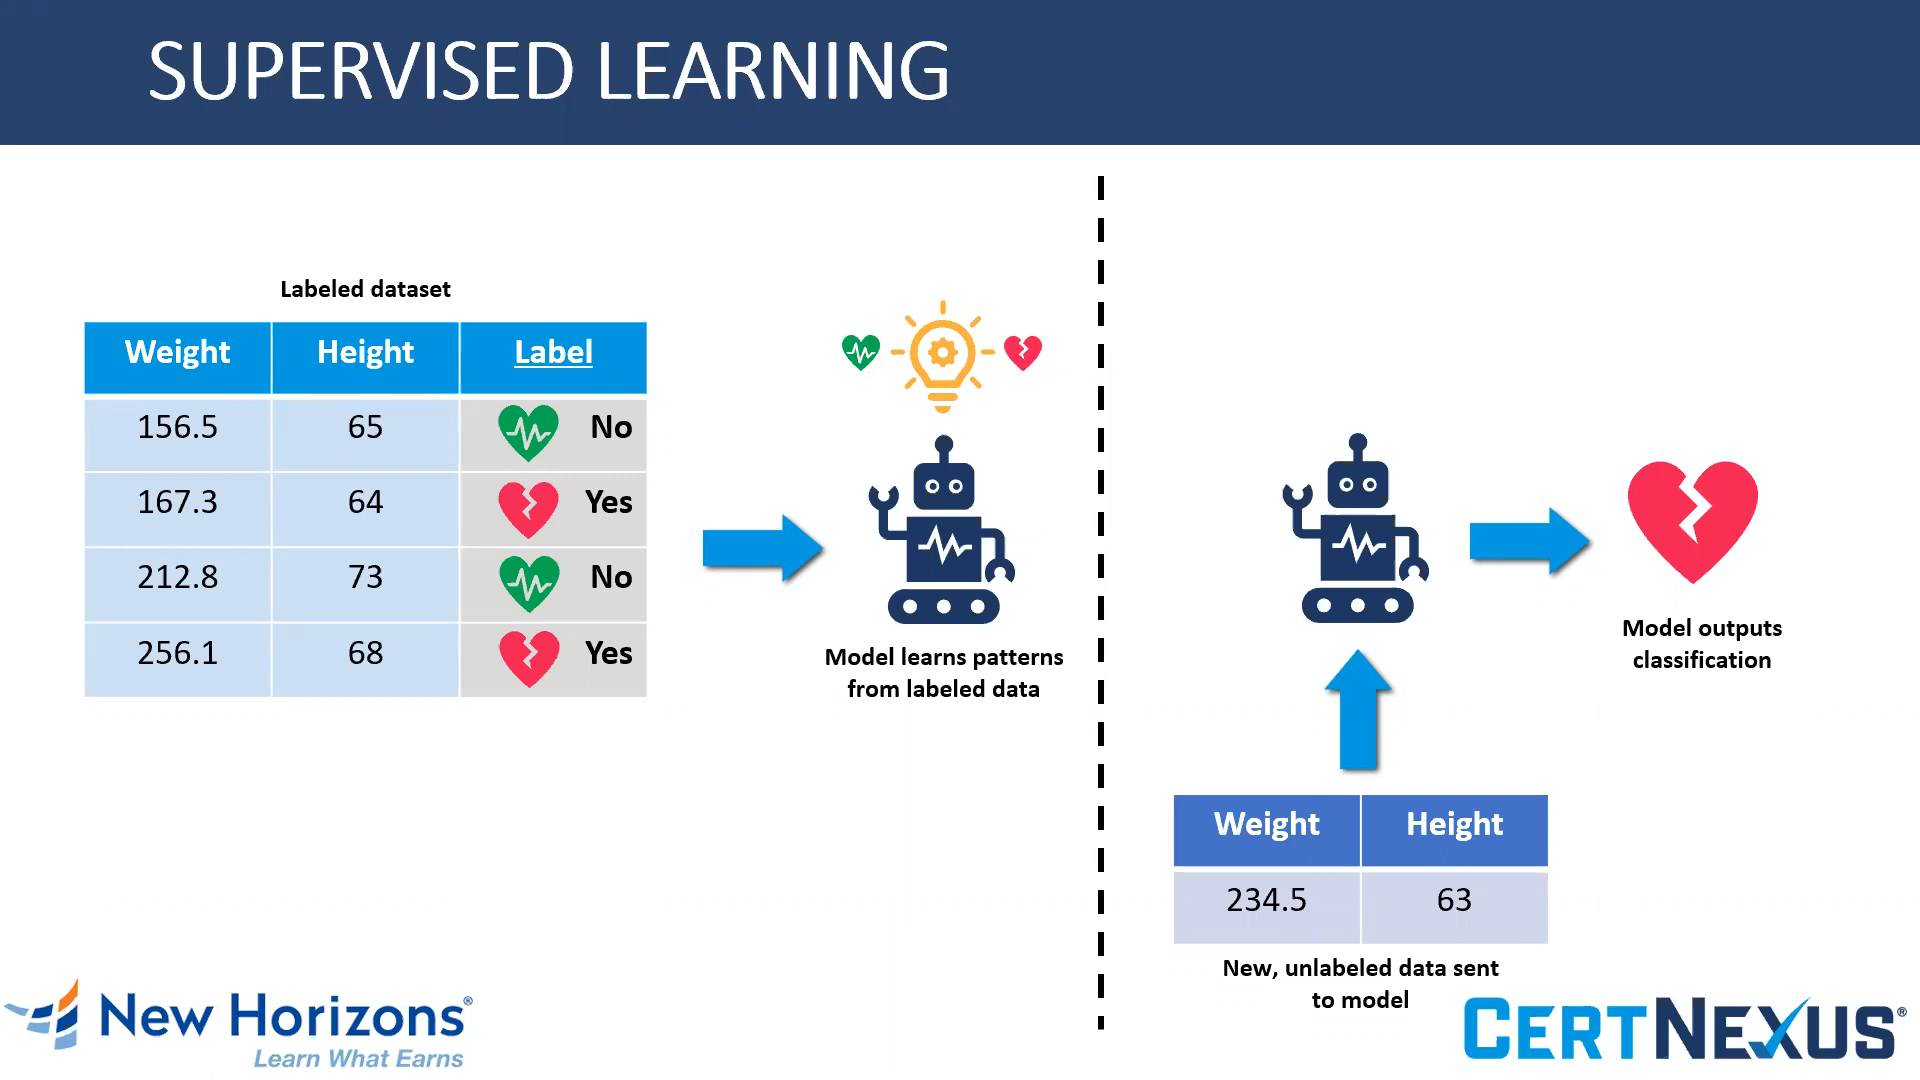 SUPERVISED LEARNING
Labeled dataset
Weight Height Label
156.5 65 No
167.3 64 Yes
212.8 73 No
256.1 68 Yes
Model learns patterns
from labeled data
Model outputs
classification
Weight Height
234.5 63
New, unlabeled data sent
to model
New Horizons®
Learn What Earns
CERTNEXUS®